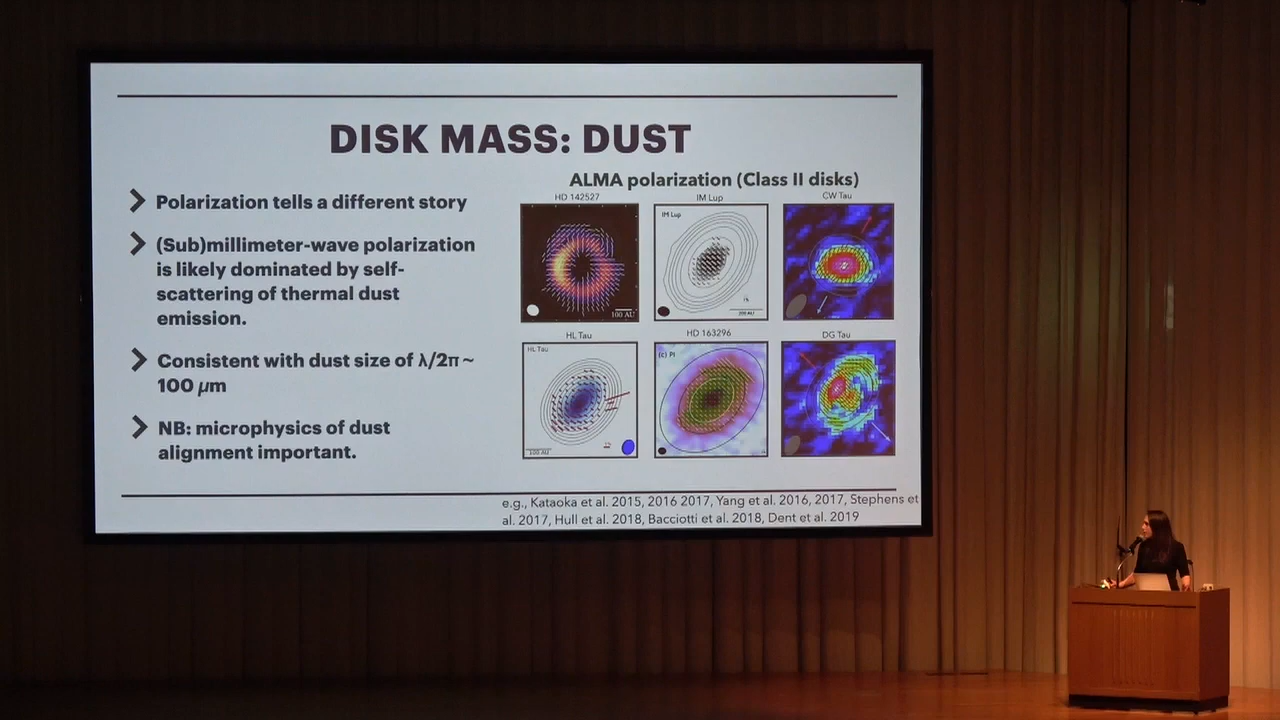 DISK MASS: DUST
Polarization tells a different story
(Sub)millimeter-wave polarization
is likely dominated by self-
scattering of thermal dust
emission.
Consistent with dust size of λ/2π ~
100 μm
NB: microphysics of dust
alignment important.
ALMA polarization (Class II disks)
HD 142527
IM Lup
CW Tau
100 AU
IM Lup
HL Tau
HD 163296
DG Tau
HL Tau
100 AU
(c) PI
e.g., Kataoka et al. 2015, 2016 2017, Yang et al. 2016, 2017, Stephens et
al. 2017, Hull et al. 2018, Bacciotti et al. 2018, Dent et al. 2019